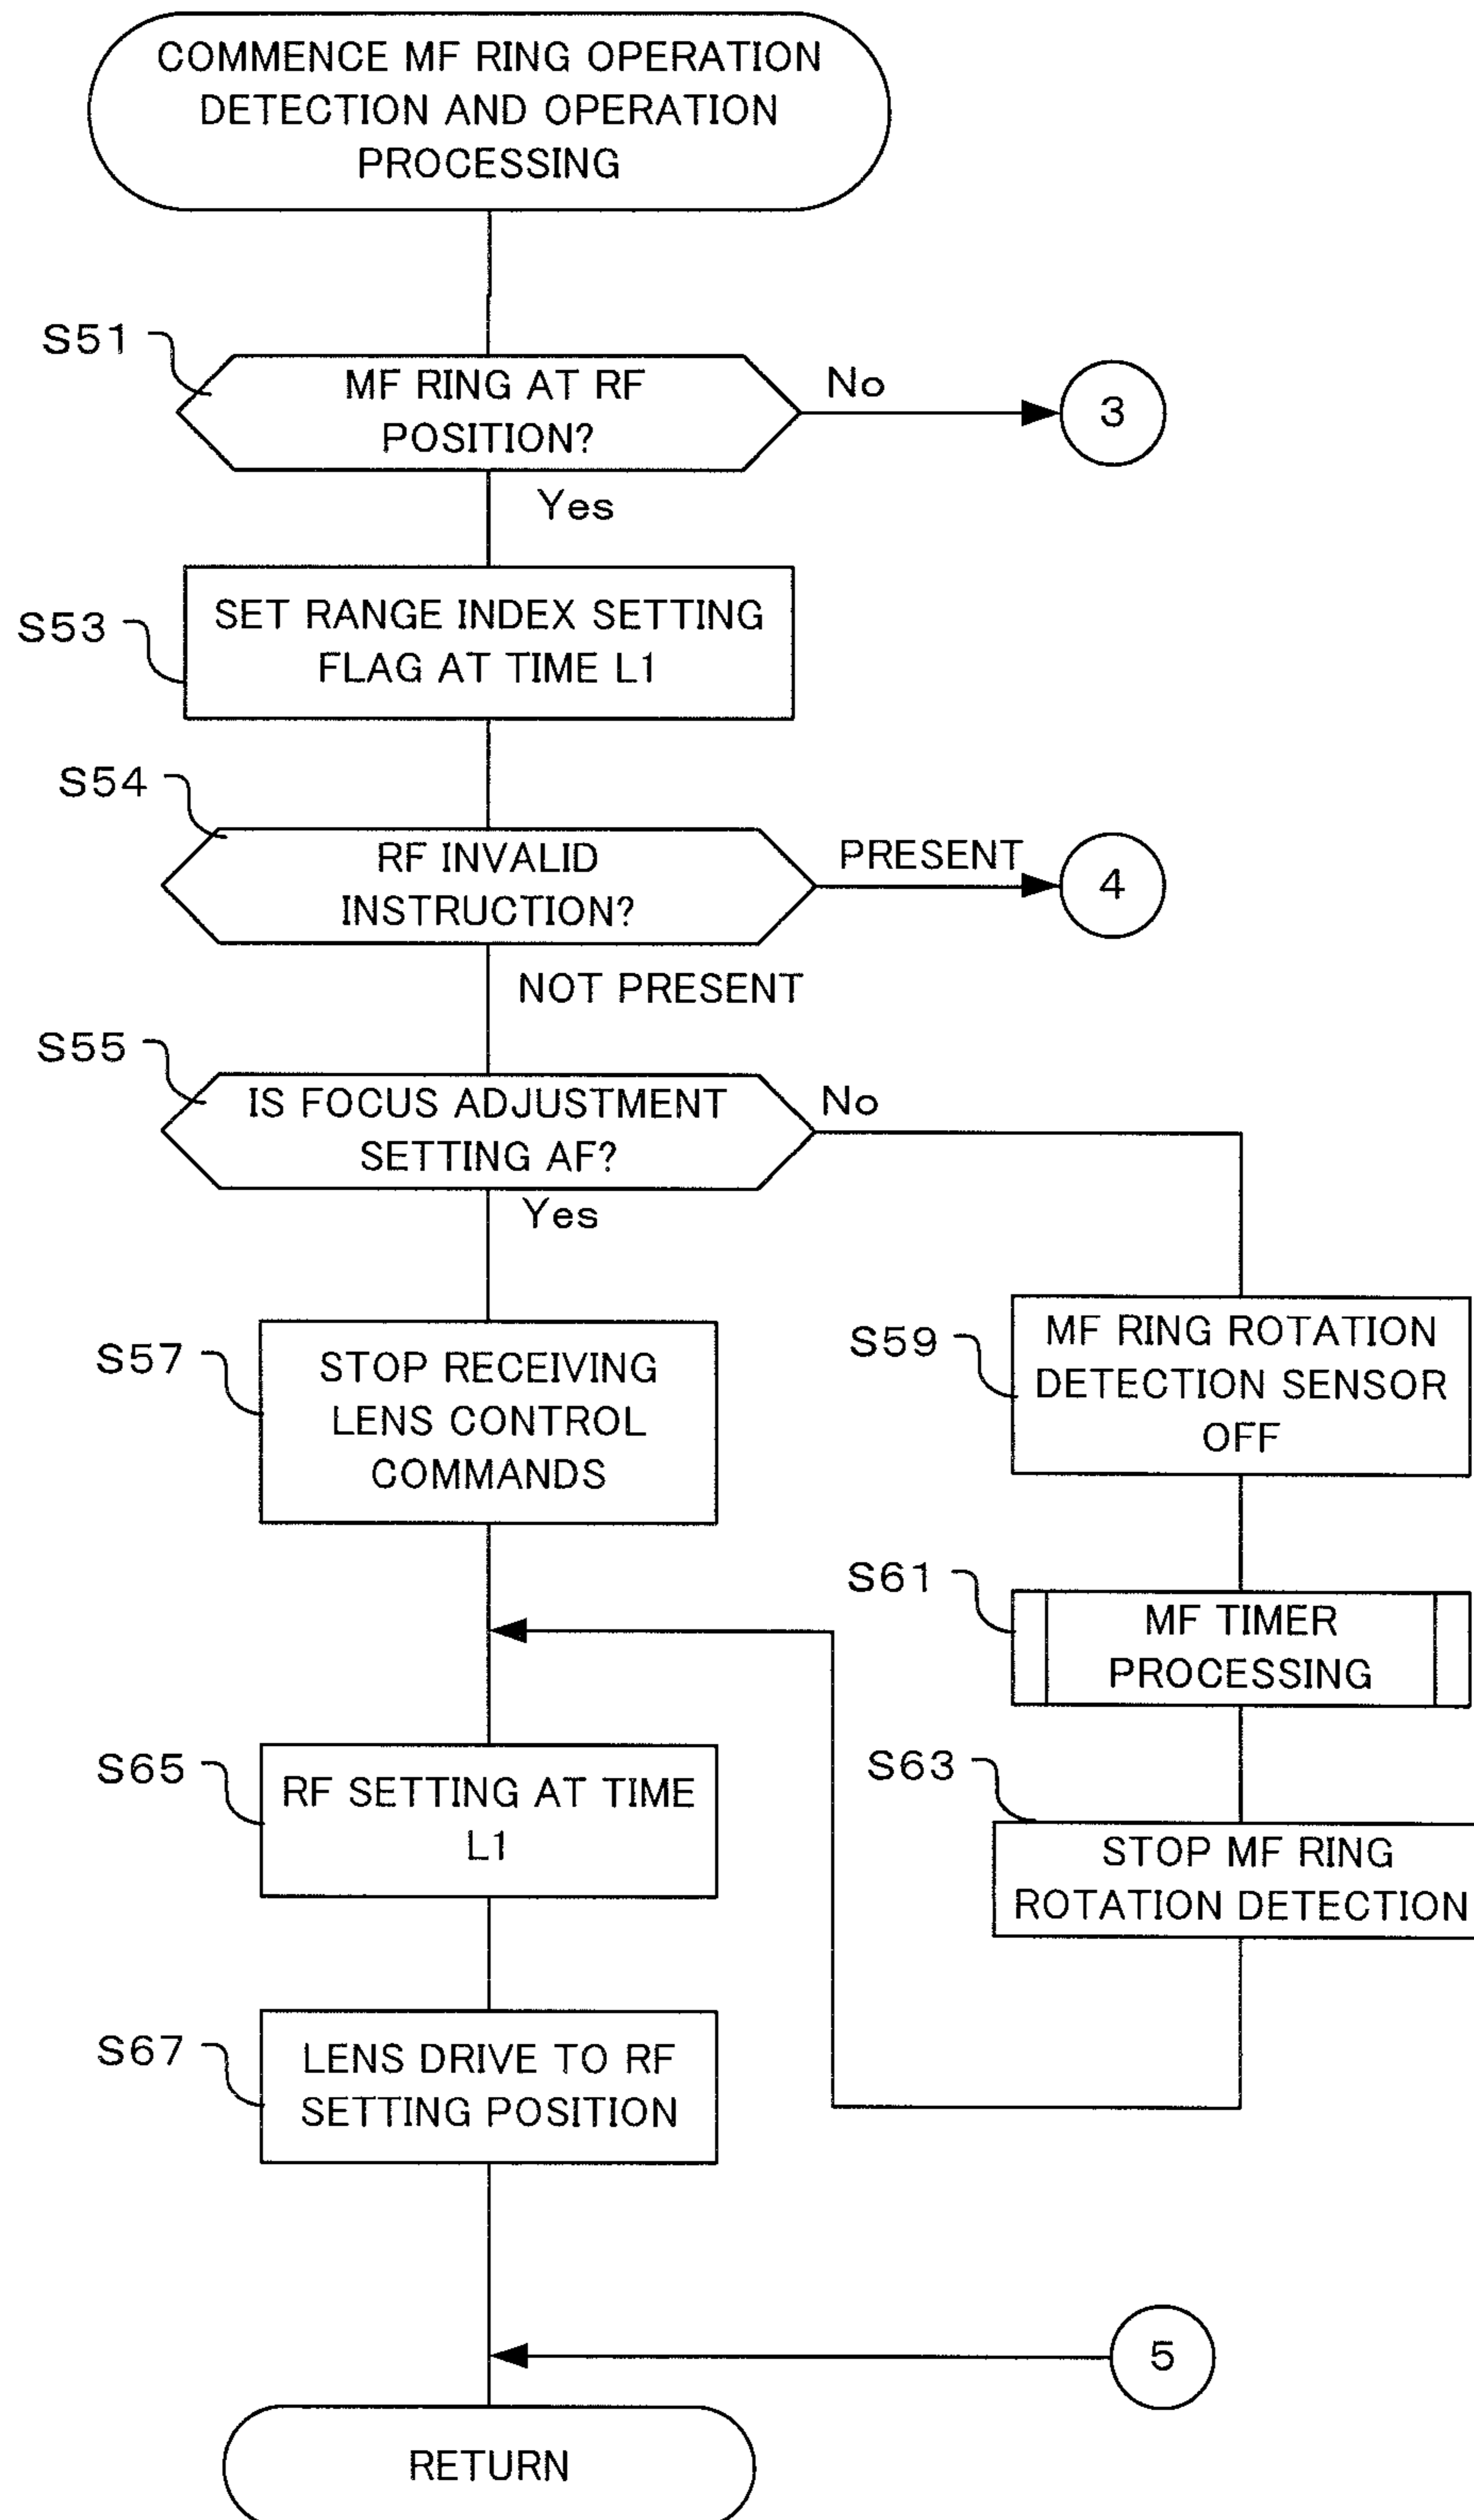 COMMENCE MF RING OPERATION
DETECTION AND OPERATION
PROCESSING
S51
MF RING AT RF
POSITION?
No
3
Yes
S53
SET RANGE INDEX SETTING
FLAG AT TIME L1
S54
RF INVALID
INSTRUCTION?
PRESENT
4
NOT PRESENT
S55
IS FOCUS ADJUSTMENT
SETTING AF?
No
Yes
S57
STOP RECEIVING
LENS CONTROL
COMMANDS
S59
MF RING ROTATION
DETECTION SENSOR
OFF
S61
MF TIMER
PROCESSING
S63
STOP MF RING
ROTATION DETECTION
S65
RF SETTING AT TIME
L1
S67
LENS DRIVE TO RF
SETTING POSITION
5
RETURN